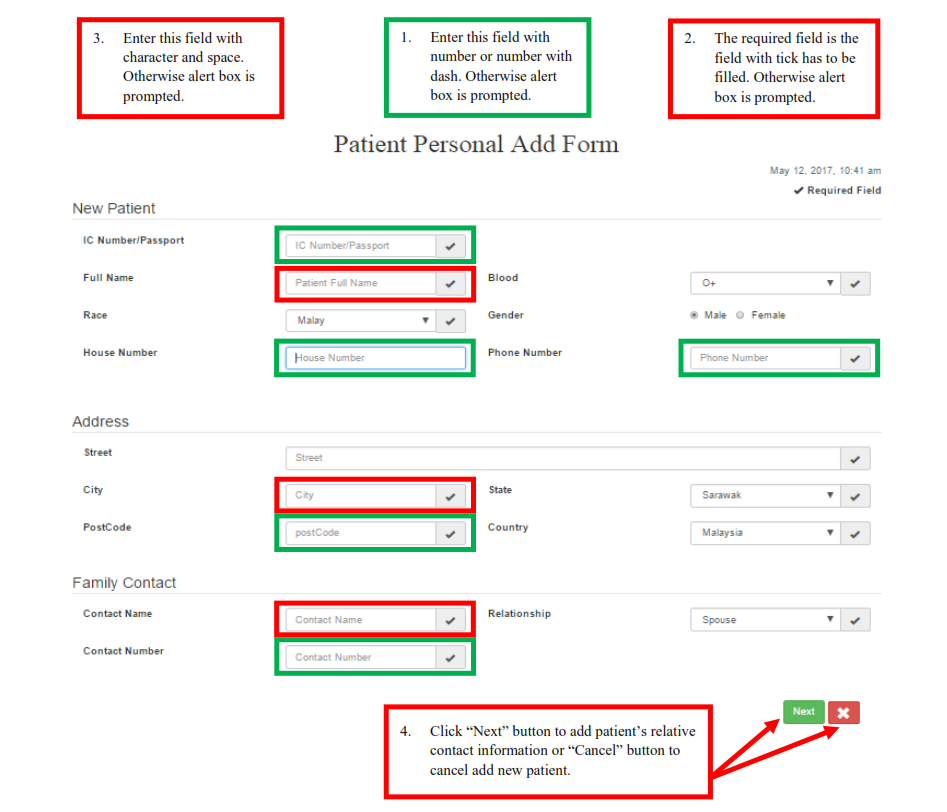 3. Enter this field with
character and space.
Otherwise alert box is
prompted.
1. Enter this field with
number or number with
dash. Otherwise alert
box is prompted.
2. The required field is the
field with tick has to be
filled. Otherwise alert
box is prompted.
Patient Personal Add Form
May 12, 2017, 10:41 am
✔ Required Field
New Patient
IC Number/Passport IC Number/Passport ✔
Full Name Patient Full Name ✔ Blood O+ ▼ ✔
Race Malay ▼ ✔ Gender Male Female
House Number House Number Phone Number Phone Number ✔
Address
Street Street ✔
City City ✔ State Sarawak ▼ ✔
PostCode postCode ✔ Country Malaysia ▼ ✔
Family Contact
Contact Name Contact Name ✔ Relationship Spouse ▼ ✔
Contact Number Contact Number ✔
Next ✖
4. Click “Next” button to add patient’s relative
contact information or “Cancel” button to
cancel add new patient.